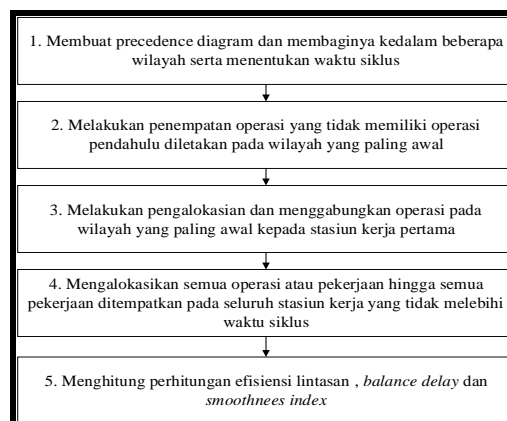 1. Membuat precedence diagram dan membaginya kedalam beberapa
wilayah serta menentukan waktu siklus
2. Melakukan penempatan operasi yang tidak memiliki operasi
pendahulu diletakan pada wilayah yang paling awal
3. Melakukan pengalokasian dan menggabungkan operasi pada
wilayah yang paling awal kepada stasiun kerja pertama
4. Mengalokasikan semua operasi atau pekerjaan hingga semua
pekerjaan ditempatkan pada seluruh stasiun kerja yang tidak melebihi
waktu siklus
5. Menghitung perhitungan efisiensi lintasan , balance delay dan
smoothnees index